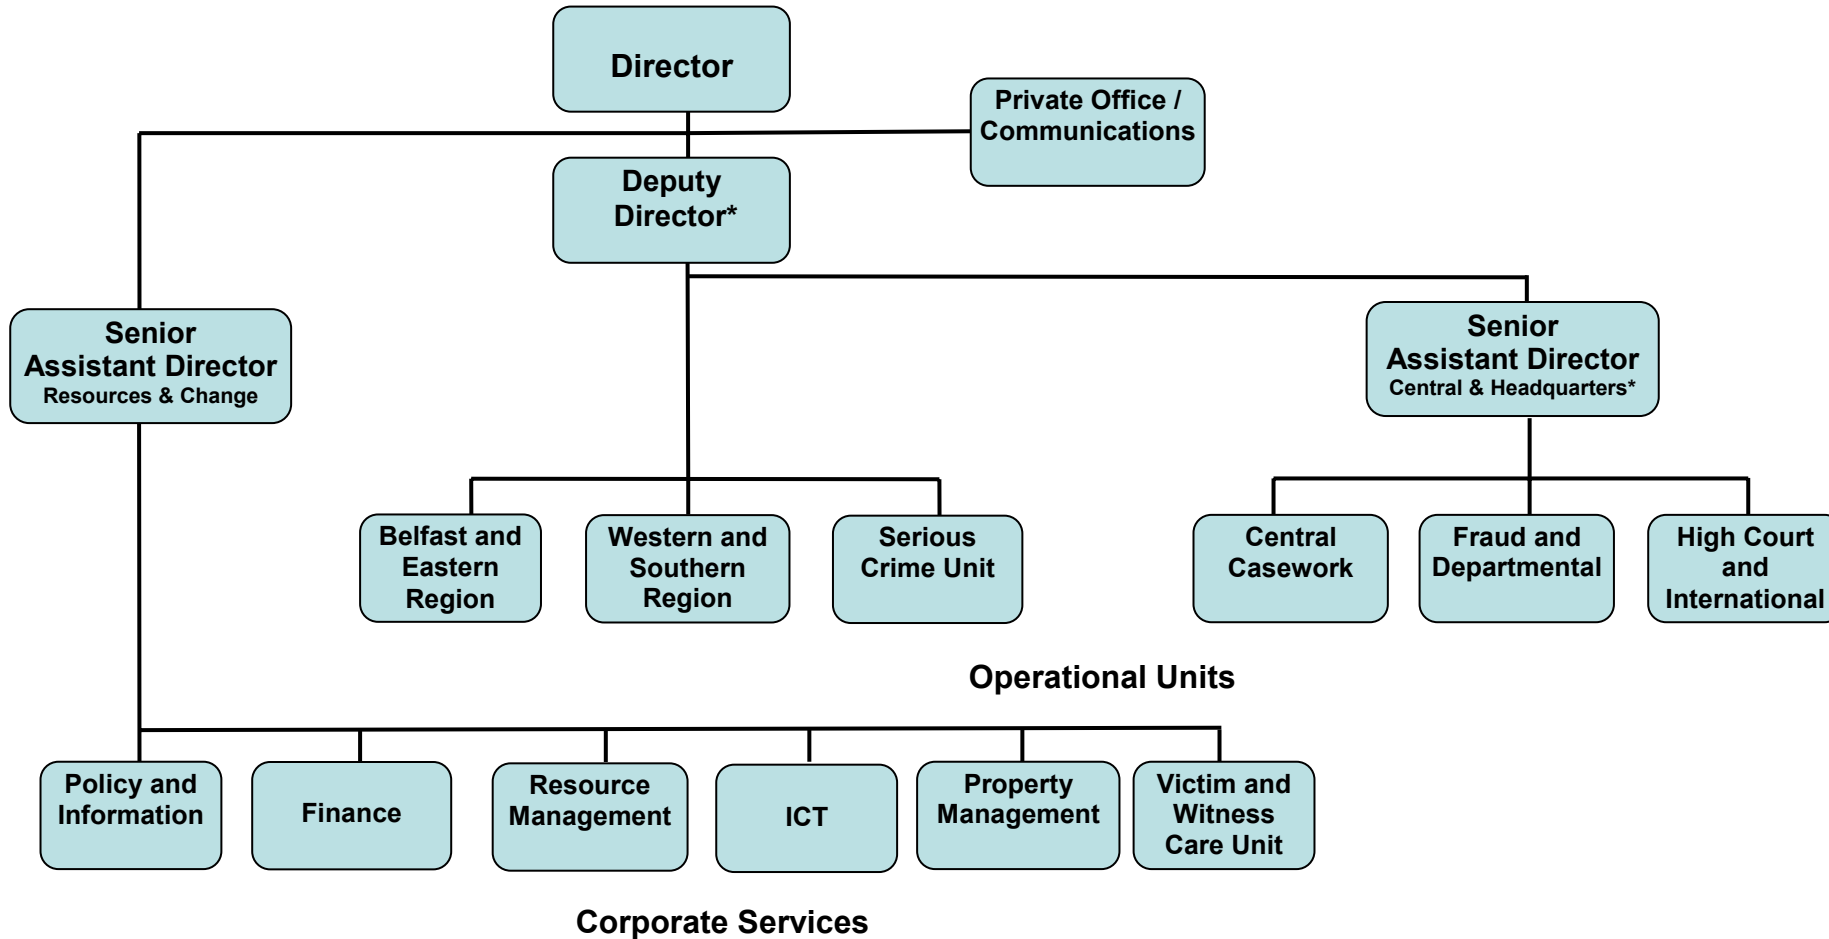 Director
Private Office /
Communications
Deputy
Director*
Senior
Assistant Director
Resources & Change
Senior
Assistant Director
Central & Headquarters*
Belfast and
Eastern
Region
Western and
Southern
Region
Serious
Crime Unit
Central
Casework
Fraud and
Departmental
High Court
and
International
Operational Units
Policy and
Information
Finance
Resource
Management
ICT
Property
Management
Victim and
Witness
Care Unit
Corporate Services